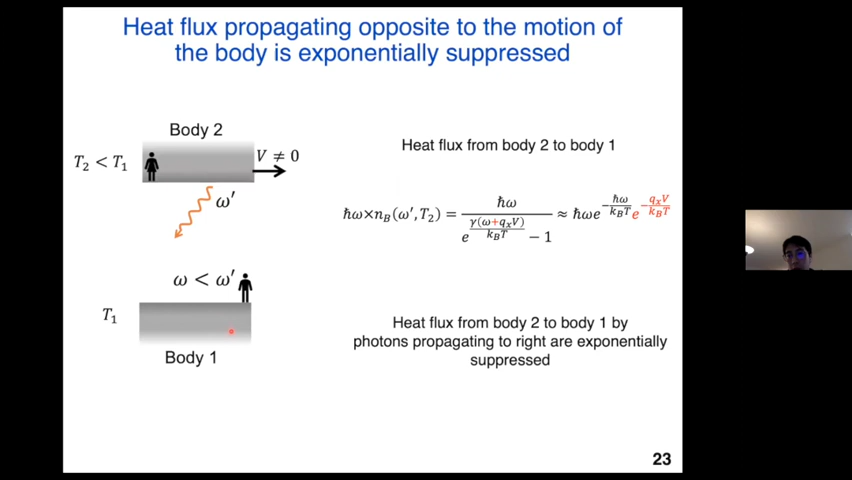 Heat flux propagating opposite to the motion of
the body is exponentially suppressed
Body 2
T₂ < T₁
V ≠ 0
ω′
ω < ω′
T₁
Body 1
Heat flux from body 2 to body 1
ħω×n_B(ω′,T₂) = ħω / (e^{γ(ω+q_xV)/k_BT} − 1) ≈ ħωe^{−ħω/k_BT}e^{−q_xV/k_BT}
Heat flux from body 2 to body 1 by
photons propagating to right are exponentially
suppressed
23